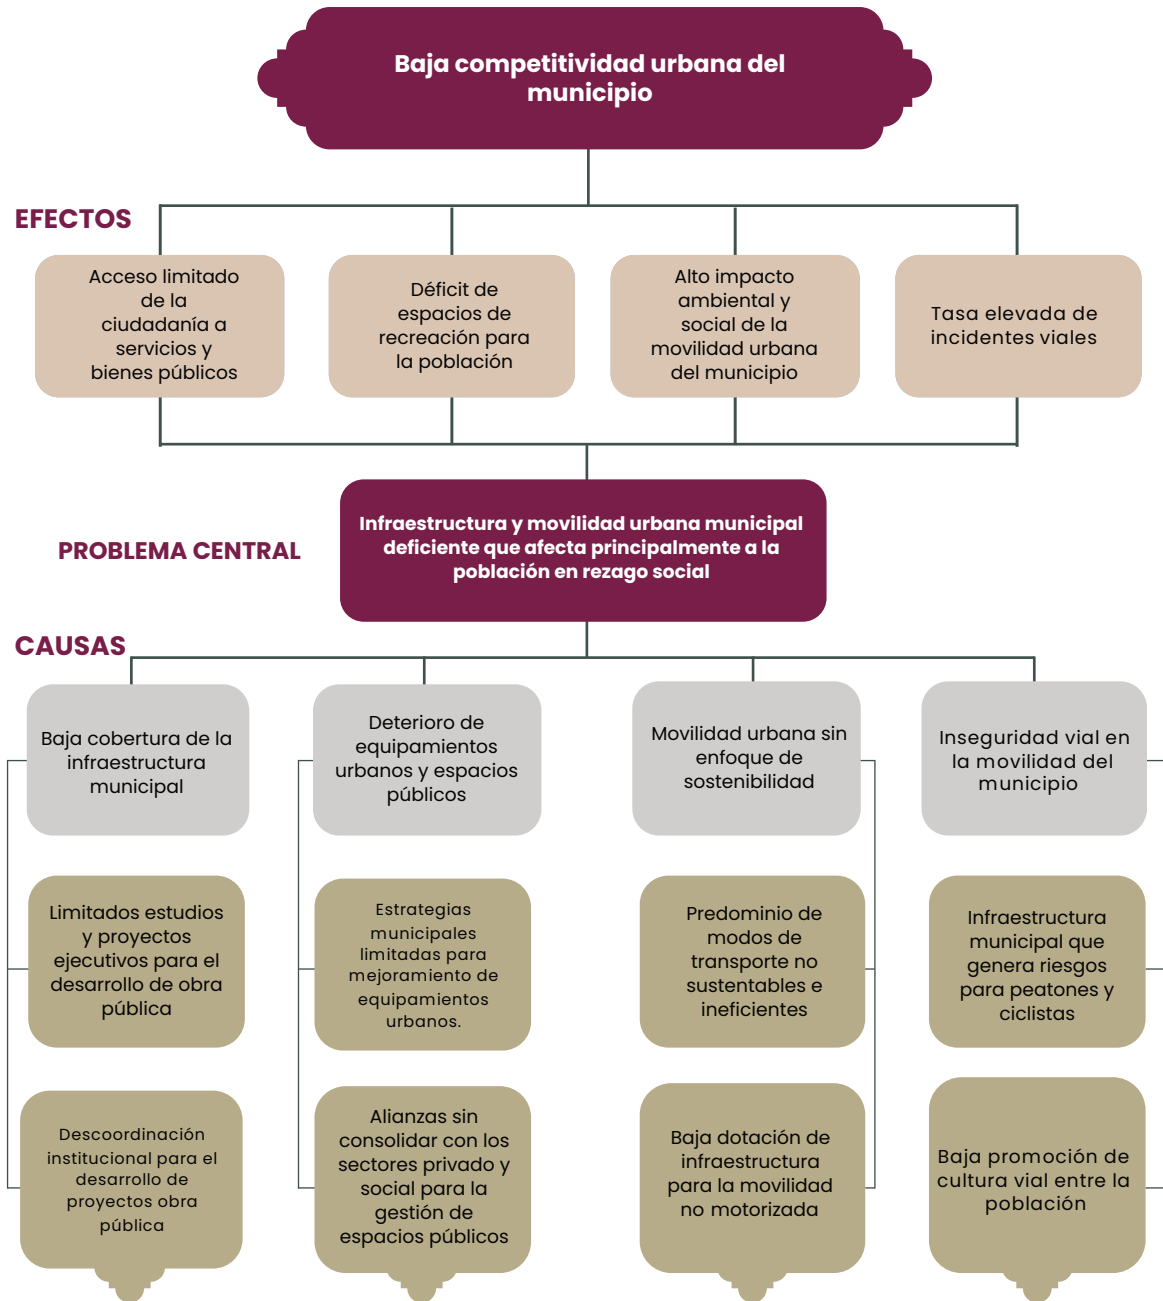 Baja competitividad urbana del
municipio
EFECTOS
Acceso limitado
de la
ciudadanía a
servicios y
bienes públicos
Déficit de
espacios de
recreación para
la población
Alto impacto
ambiental y
social de la
movilidad urbana
del municipio
Tasa elevada de
incidentes viales
PROBLEMA CENTRAL
Infraestructura y movilidad urbana municipal
deficiente que afecta principalmente a la
población en rezago social
CAUSAS
Baja cobertura de la
infraestructura
municipal
Deterioro de
equipamientos
urbanos y espacios
públicos
Movilidad urbana sin
enfoque de
sostenibilidad
Inseguridad vial en
la movilidad del
municipio
Limitados estudios
y proyectos
ejecutivos para el
desarrollo de obra
pública
Estrategias
municipales
limitadas para
mejoramiento de
equipamientos
urbanos.
Predominio de
modos de
transporte no
sustentables e
ineficientes
Infraestructura
municipal que
genera riesgos
para peatones y
ciclistas
Descoordinación
institucional para el
desarrollo de
proyectos obra
pública
Alianzas sin
consolidar con los
sectores privado y
social para la
gestión de
espacios públicos
Baja dotación de
infraestructura
para la movilidad
no motorizada
Baja promoción de
cultura vial entre la
población